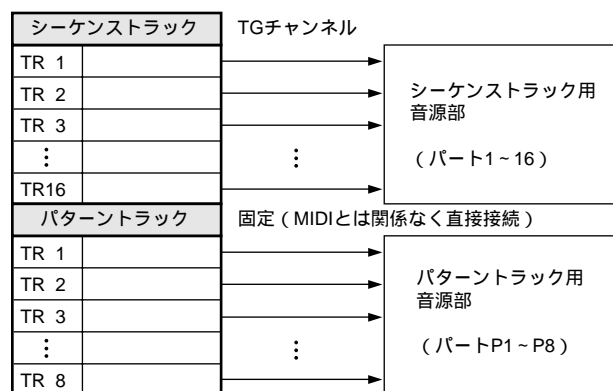 シーケンストラック TGチャンネル
TR 1
TR 2
TR 3
⋮ ⋮
TR16
シーケンストラック用
音源部
(パート1~16)
パターントラック 固定(MIDIとは関係なく直接接続)
TR 1
TR 2
TR 3
⋮ ⋮
TR 8
パターントラック用
音源部
(パートP1~P8)